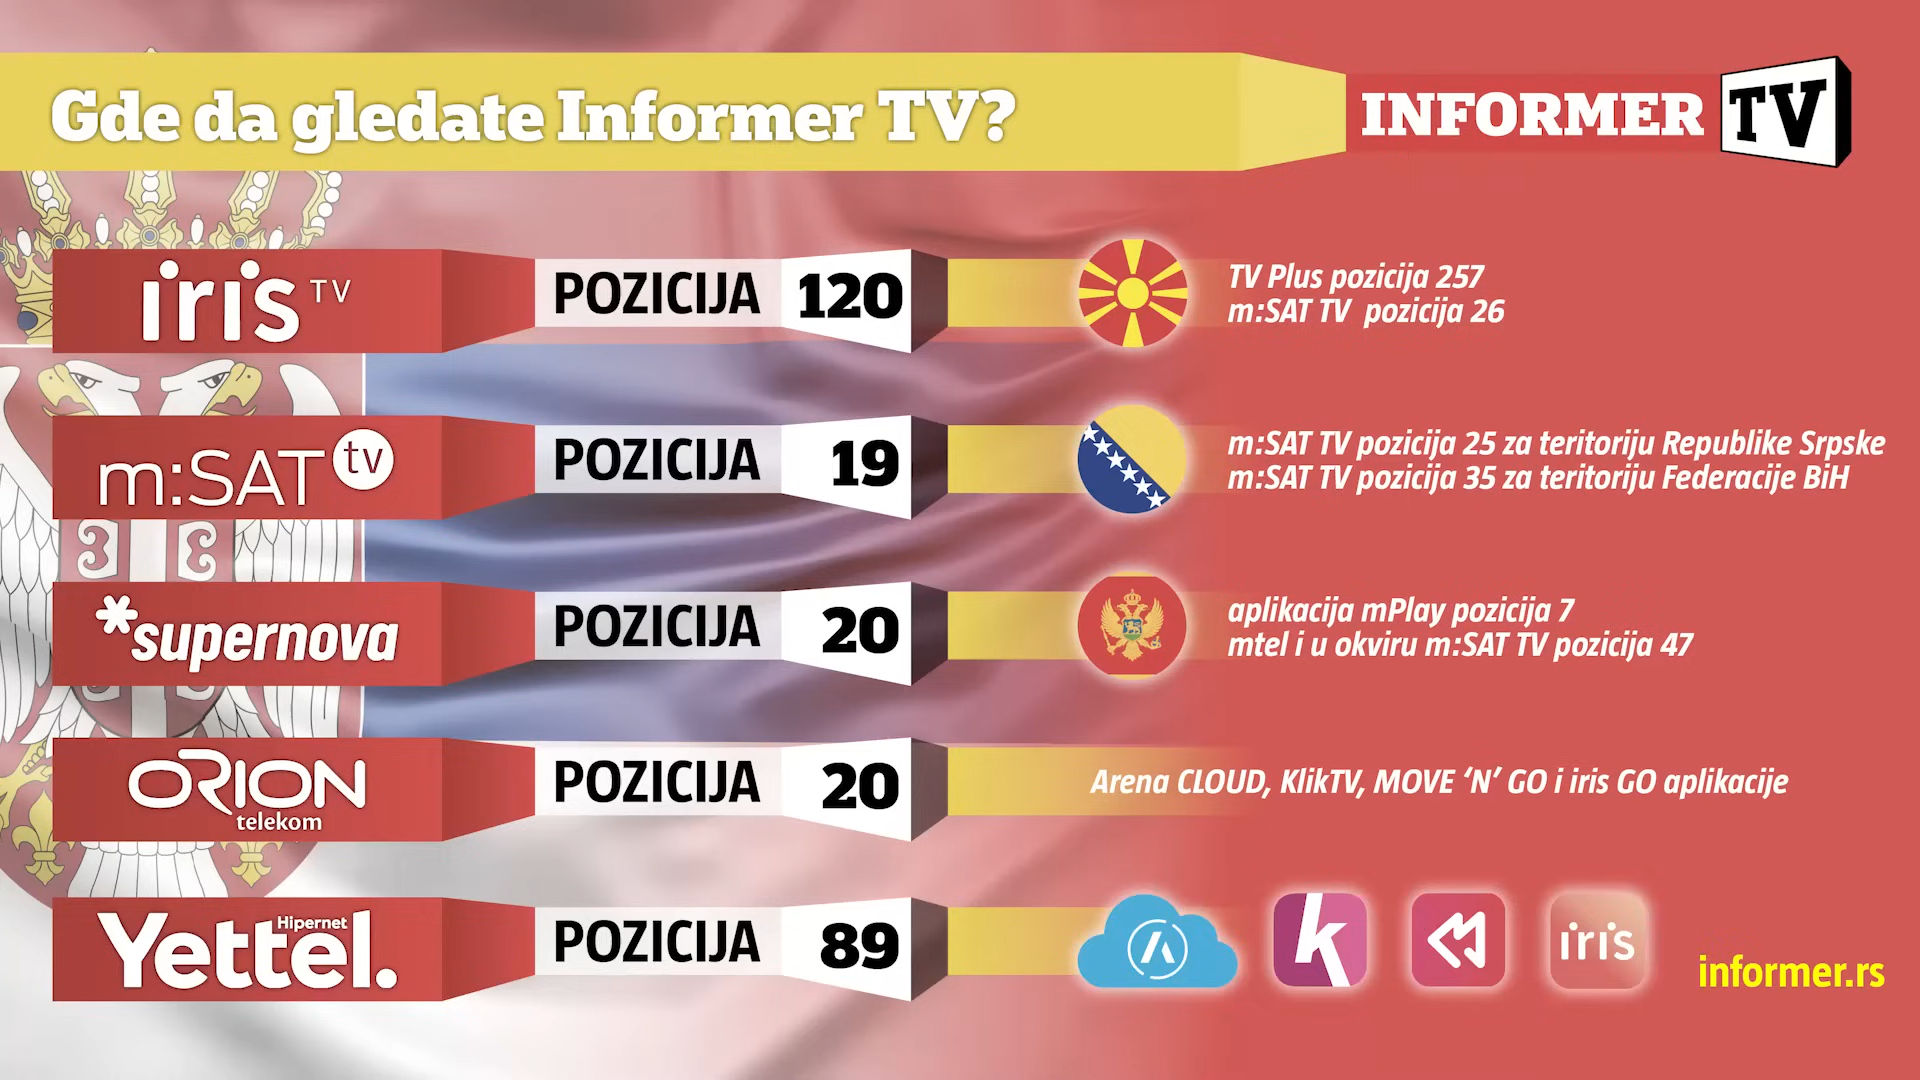 Gde da gledate Informer TV?
INFORMER TV
iris TV
POZICIJA 120
TV Plus pozicija 257
m:SAT TV pozicija 26
m:SAT tv
POZICIJA 19
m:SAT TV pozicija 25 za teritoriju Republike Srpske
m:SAT TV pozicija 35 za teritoriju Federacije BiH
*supernova
POZICIJA 20
aplikacija mPlay pozicija 7
mtel i u okviru m:SAT TV pozicija 47
ORION
telekom
POZICIJA 20
Arena CLOUD, KlikTV, MOVE ‘N’ GO i iris GO aplikacije
Hipernet
Yettel.
POZICIJA 89
k
iris
informer.rs